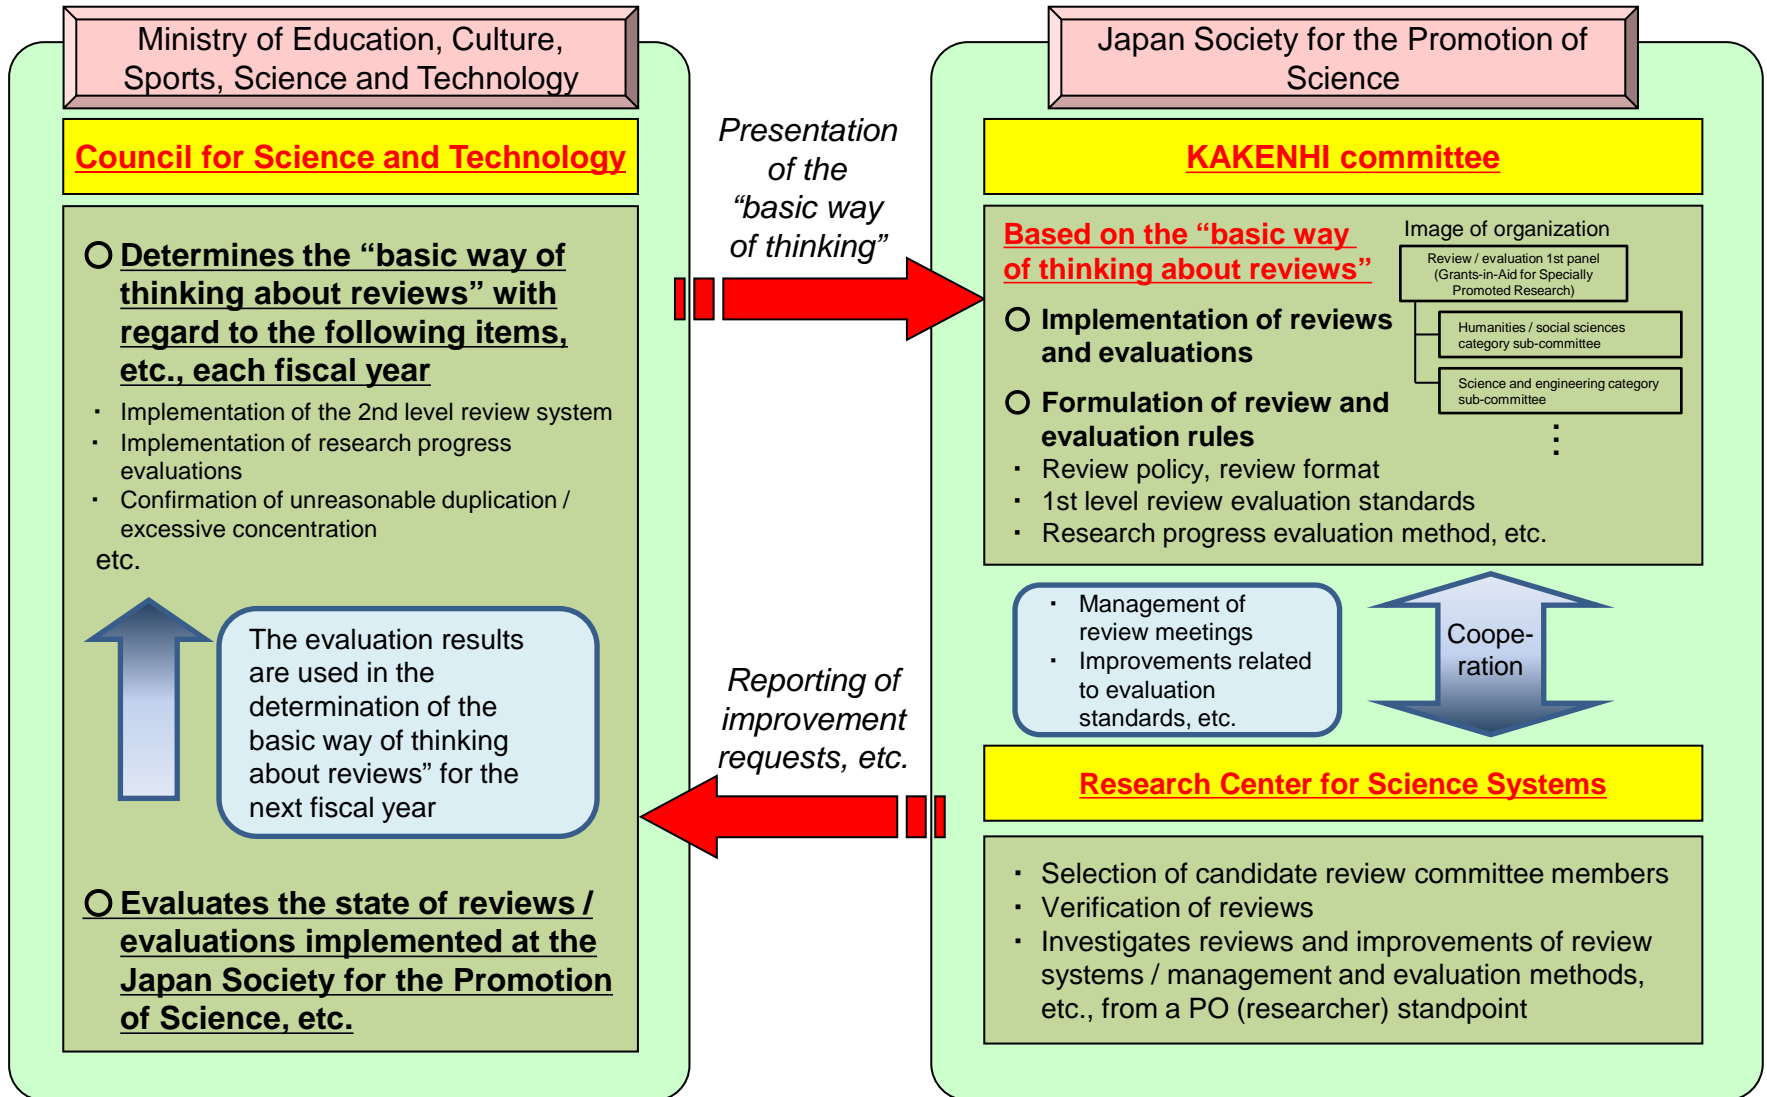 Ministry of Education, Culture,
Sports, Science and Technology
Council for Science and Technology
○ Determines the “basic way of
thinking about reviews” with
regard to the following items,
etc., each fiscal year
・ Implementation of the 2nd level review system
・ Implementation of research progress
evaluations
・ Confirmation of unreasonable duplication /
excessive concentration
etc.
The evaluation results
are used in the
determination of the
basic way of thinking
about reviews” for the
next fiscal year
○ Evaluates the state of reviews /
evaluations implemented at the
Japan Society for the Promotion
of Science, etc.
Presentation
of the
“basic way
of thinking”
Reporting of
improvement
requests, etc.
Japan Society for the Promotion of
Science
KAKENHI committee
Based on the “basic way
of thinking about reviews”
○ Implementation of reviews
and evaluations
○ Formulation of review and
evaluation rules
・ Review policy, review format
・ 1st level review evaluation standards
・ Research progress evaluation method, etc.
Image of organization
Review / evaluation 1st panel
(Grants-in-Aid for Specially
Promoted Research)
Humanities / social sciences
category sub-committee
Science and engineering category
sub-committee
⋮
・ Management of
review meetings
・ Improvements related
to evaluation
standards, etc.
Coope-
ration
Research Center for Science Systems
・ Selection of candidate review committee members
・ Verification of reviews
・ Investigates reviews and improvements of review
systems / management and evaluation methods,
etc., from a PO (researcher) standpoint